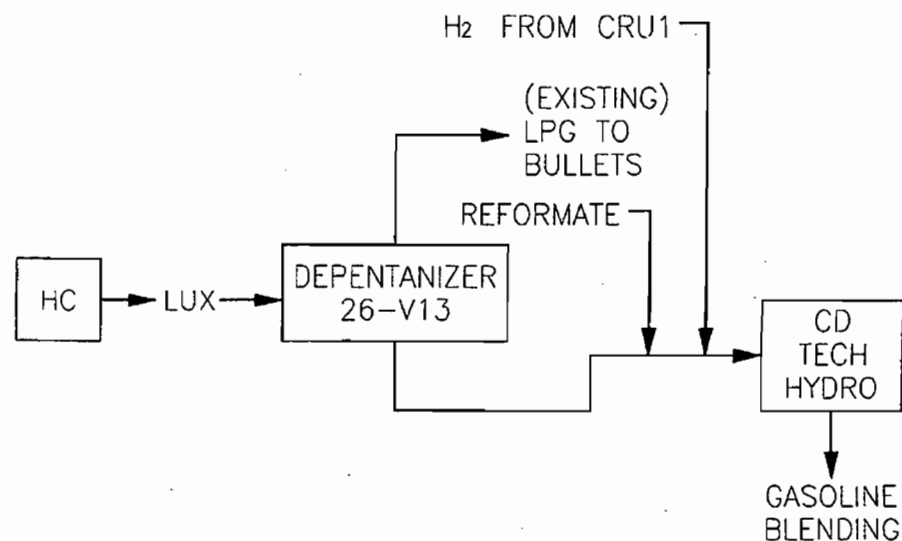 H2 FROM CRU1
(EXISTING)
LPG TO
BULLETS
REFORMATE
HC
LUX
DEPENTANIZER
26-V13
CD
TECH
HYDRO
GASOLINE
BLENDING